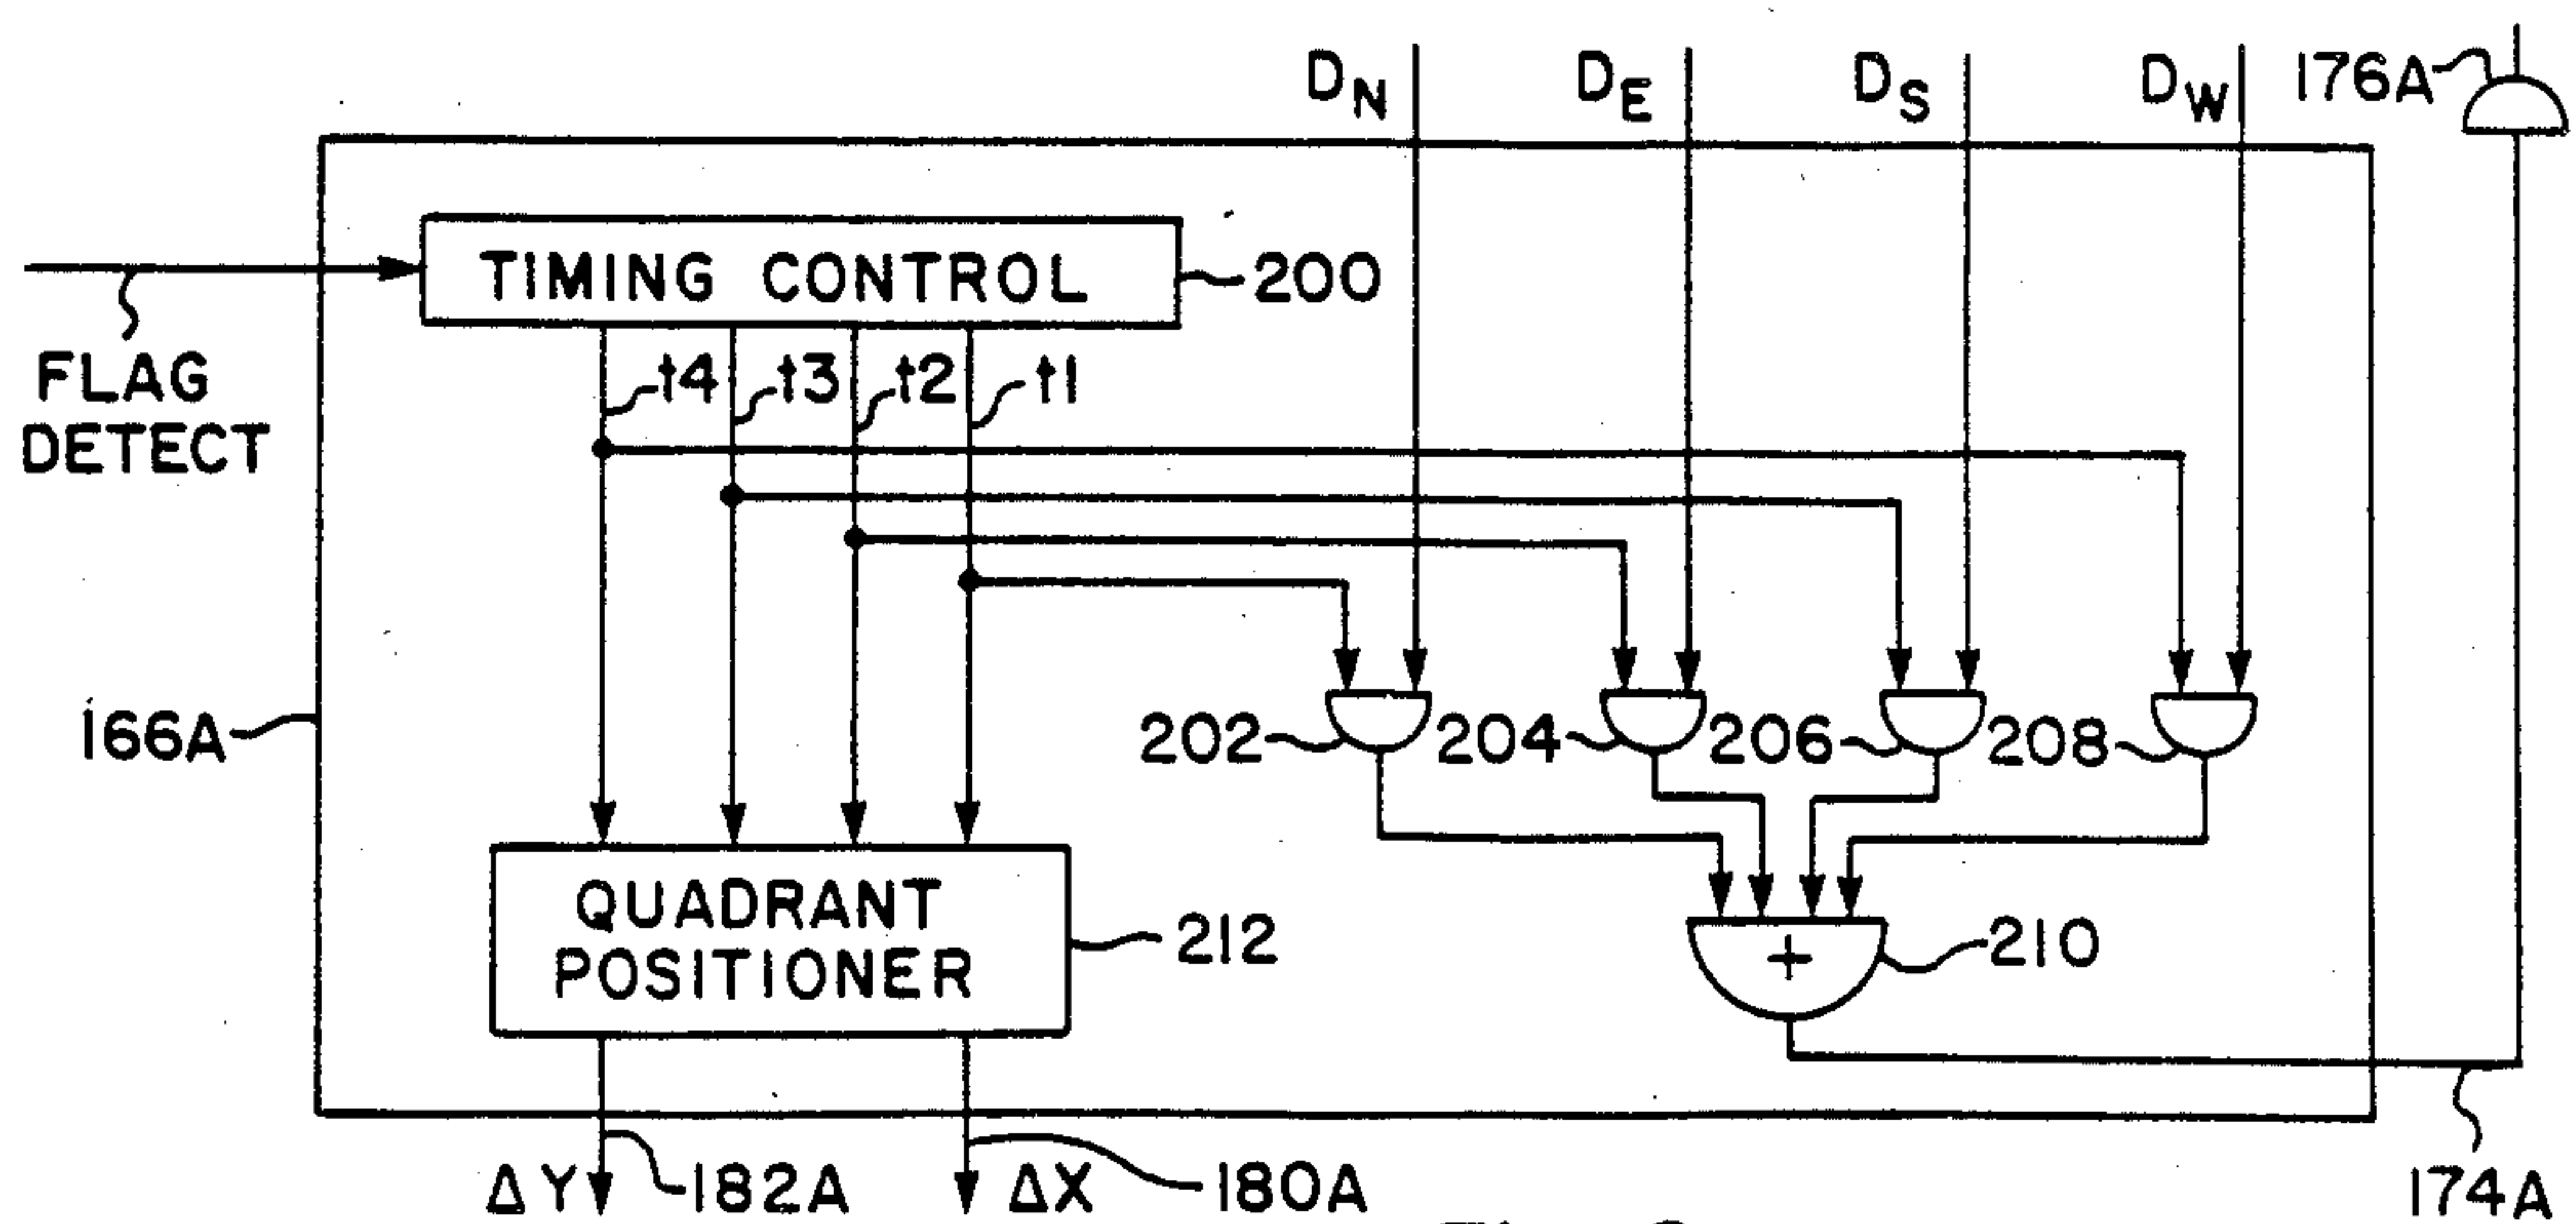 D_N D_E D_S D_W 176A
TIMING CONTROL 200
FLAG
DETECT
t4 t3 t2 t1
166A 202 204 206 208
QUADRANT
POSITIONER
212
+ 210
ΔY 182A ΔX 180A 174A